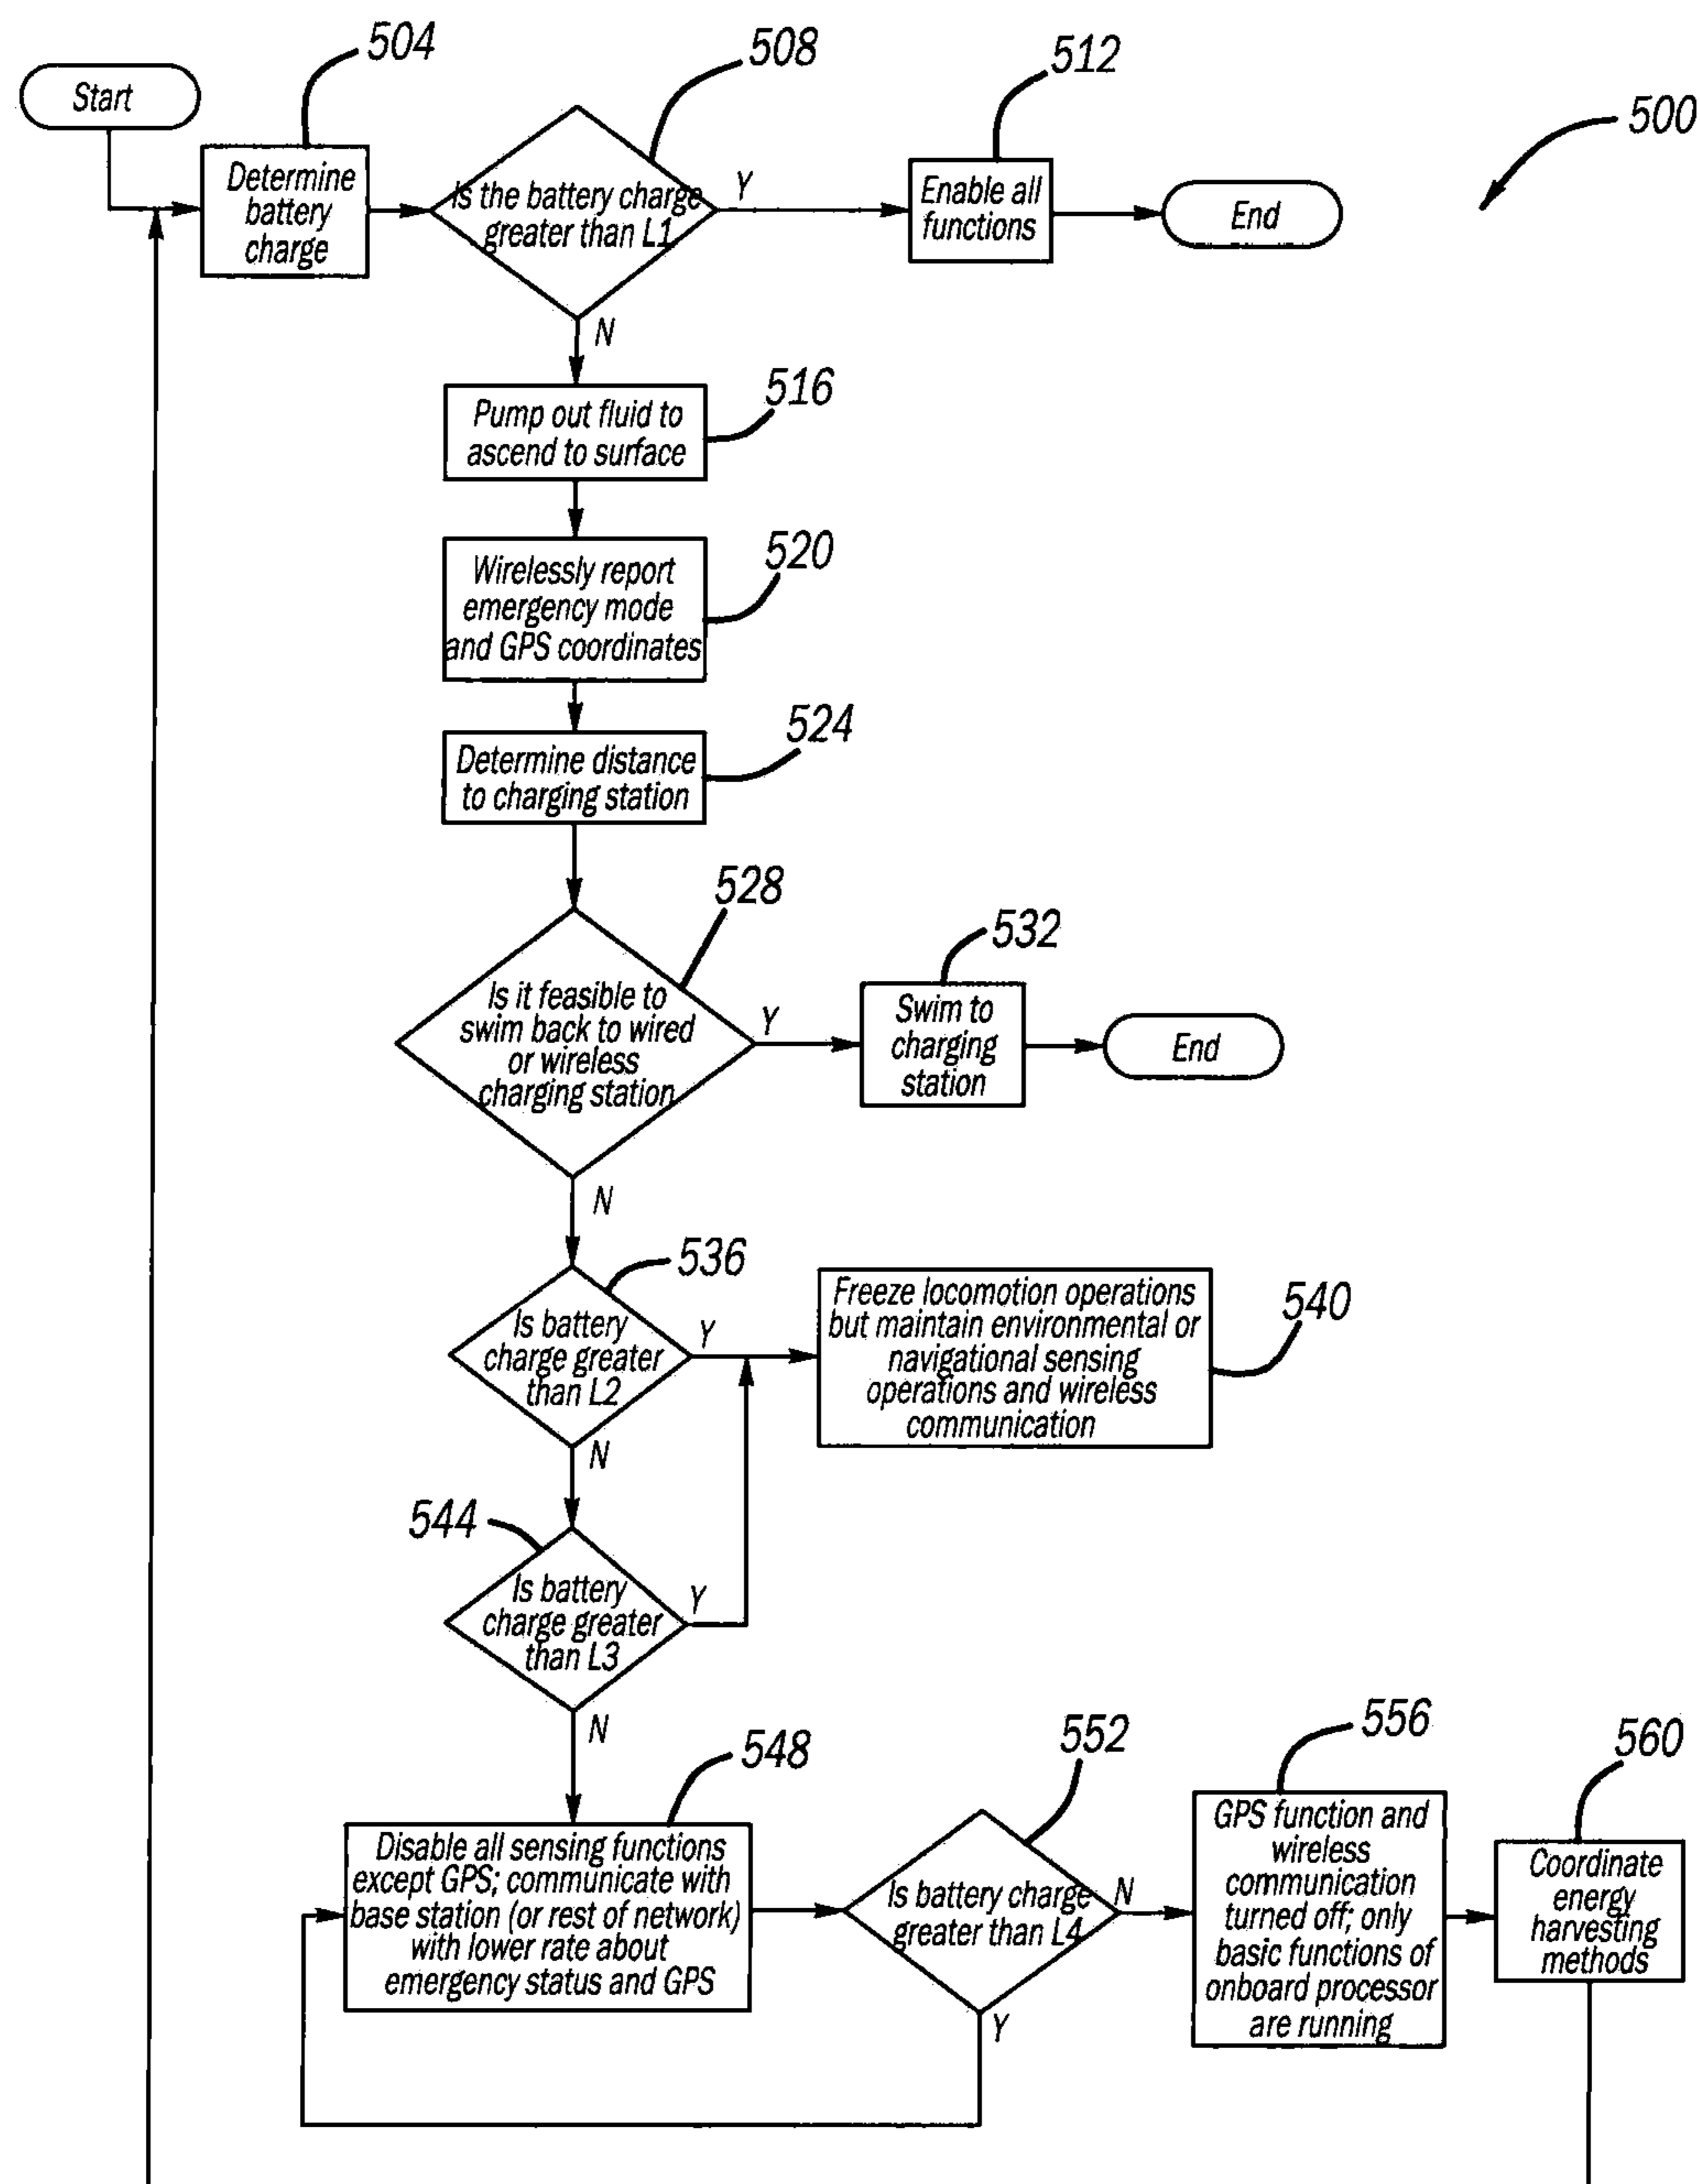 504
508
512
500
Start
Determine
battery
charge
Is the battery charge
greater than L1
Y
Enable all
functions
End
N
516
Pump out fluid to
ascend to surface
520
Wirelessly report
emergency mode
and GPS coordinates
524
Determine distance
to charging station
528
532
Is it feasible to
swim back to wired
or wireless
charging station
Y
Swim to
charging
station
End
N
536
540
Is battery
charge greater
than L2
Y
Freeze locomotion operations
but maintain environmental or
navigational sensing
operations and wireless
communication
N
544
Is battery
charge greater
than L3
Y
N
548
552
556
560
Disable all sensing functions
except GPS; communicate with
base station (or rest of network)
with lower rate about
emergency status and GPS
Is battery charge
greater than L4
N
Y
GPS function and
wireless
communication
turned off; only
basic functions of
onboard processor
are running
Coordinate
energy
harvesting
methods